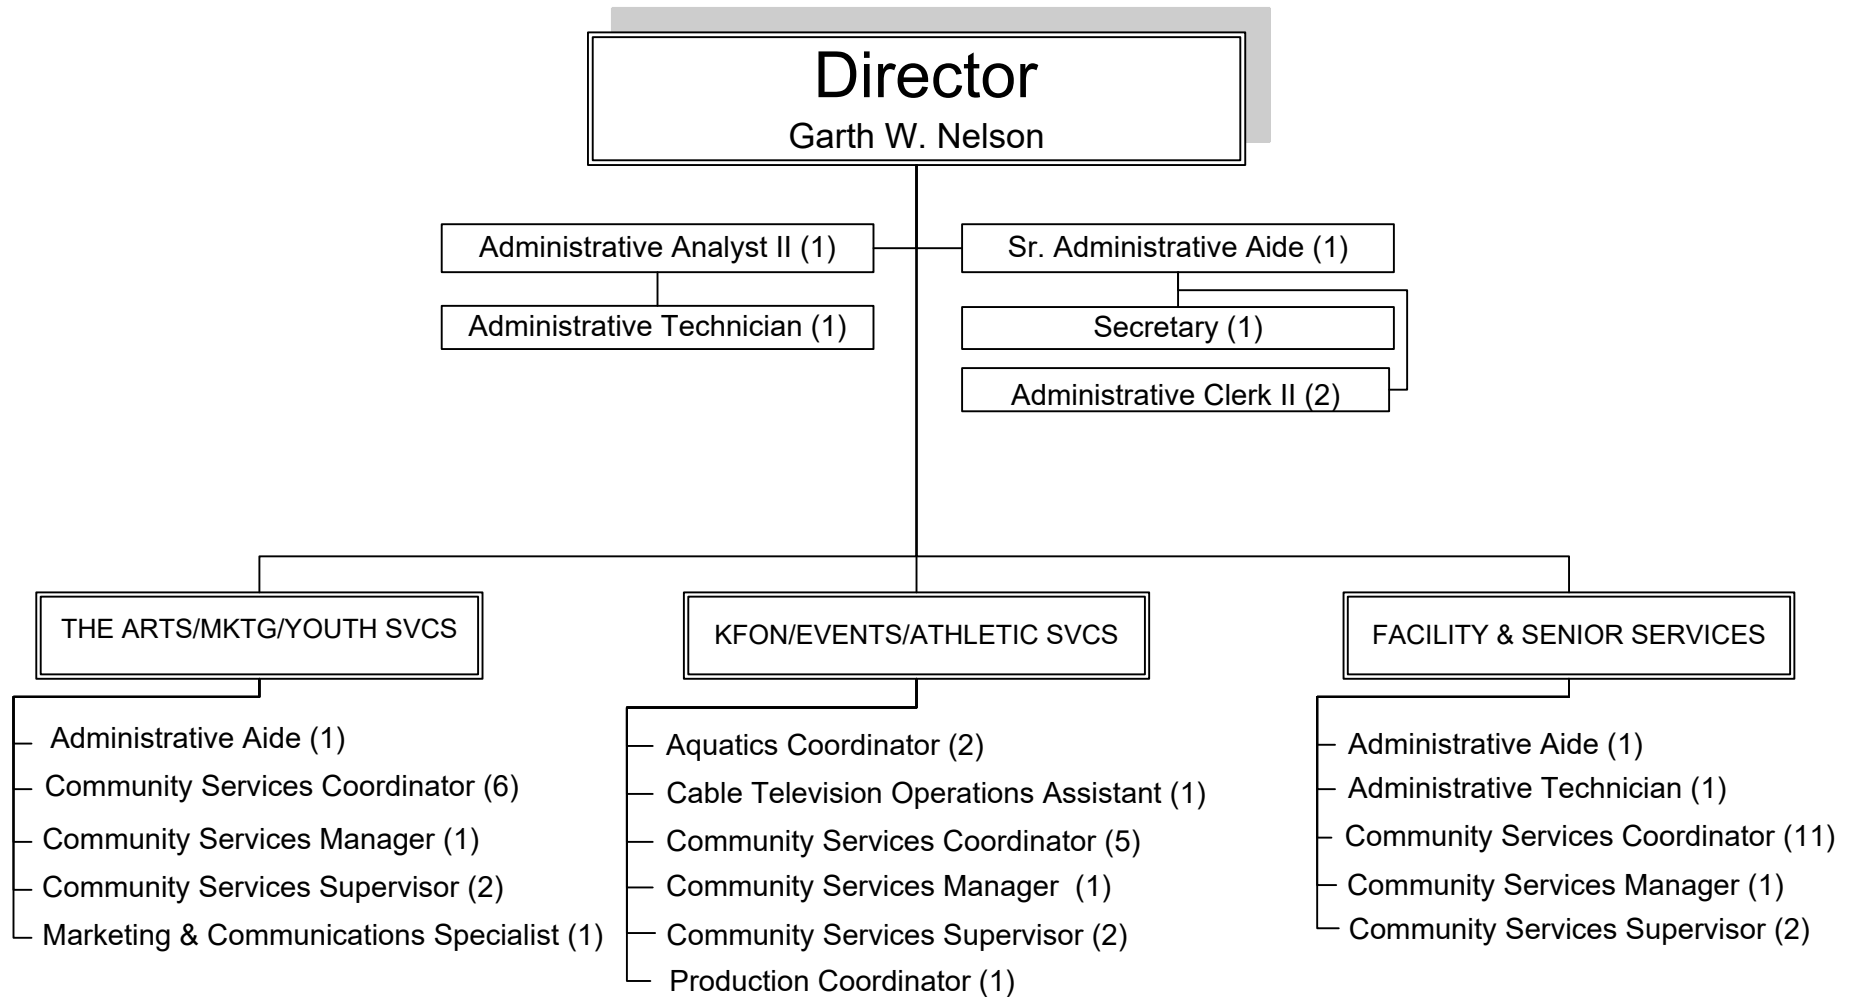 Director
Garth W. Nelson
Administrative Analyst II (1)
Sr. Administrative Aide (1)
Administrative Technician (1)
Secretary (1)
Administrative Clerk II (2)
THE ARTS/MKTG/YOUTH SVCS
Administrative Aide (1)
Community Services Coordinator (6)
Community Services Manager (1)
Community Services Supervisor (2)
Marketing & Communications Specialist (1)
KFON/EVENTS/ATHLETIC SVCS
Aquatics Coordinator (2)
Cable Television Operations Assistant (1)
Community Services Coordinator (5)
Community Services Manager (1)
Community Services Supervisor (2)
Production Coordinator (1)
FACILITY & SENIOR SERVICES
Administrative Aide (1)
Administrative Technician (1)
Community Services Coordinator (11)
Community Services Manager (1)
Community Services Supervisor (2)